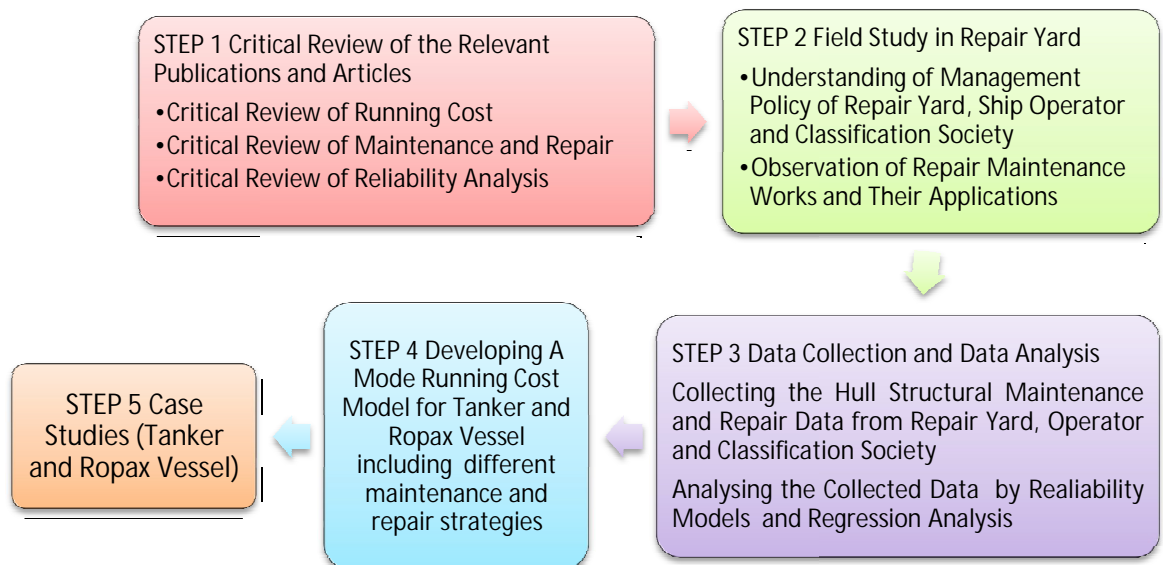 STEP 1 Critical Review of the Relevant
Publications and Articles
•Critical Review of Running Cost
•Critical Review of Maintenance and Repair
•Critical Review of Reliability Analysis
STEP 2 Field Study in Repair Yard
•Understanding of Management
Policy of Repair Yard, Ship Operator
and Classification Society
•Observation of Repair Maintenance
Works and Their Applications
STEP 3 Data Collection and Data Analysis
Collecting the Hull Structural Maintenance
and Repair Data from Repair Yard, Operator
and Classification Society
Analysing the Collected Data by Realiability
Models and Regression Analysis
STEP 4 Developing A
Mode Running Cost
Model for Tanker and
Ropax Vessel
including different
maintenance and
repair strategies
STEP 5 Case
Studies (Tanker
and Ropax Vessel)